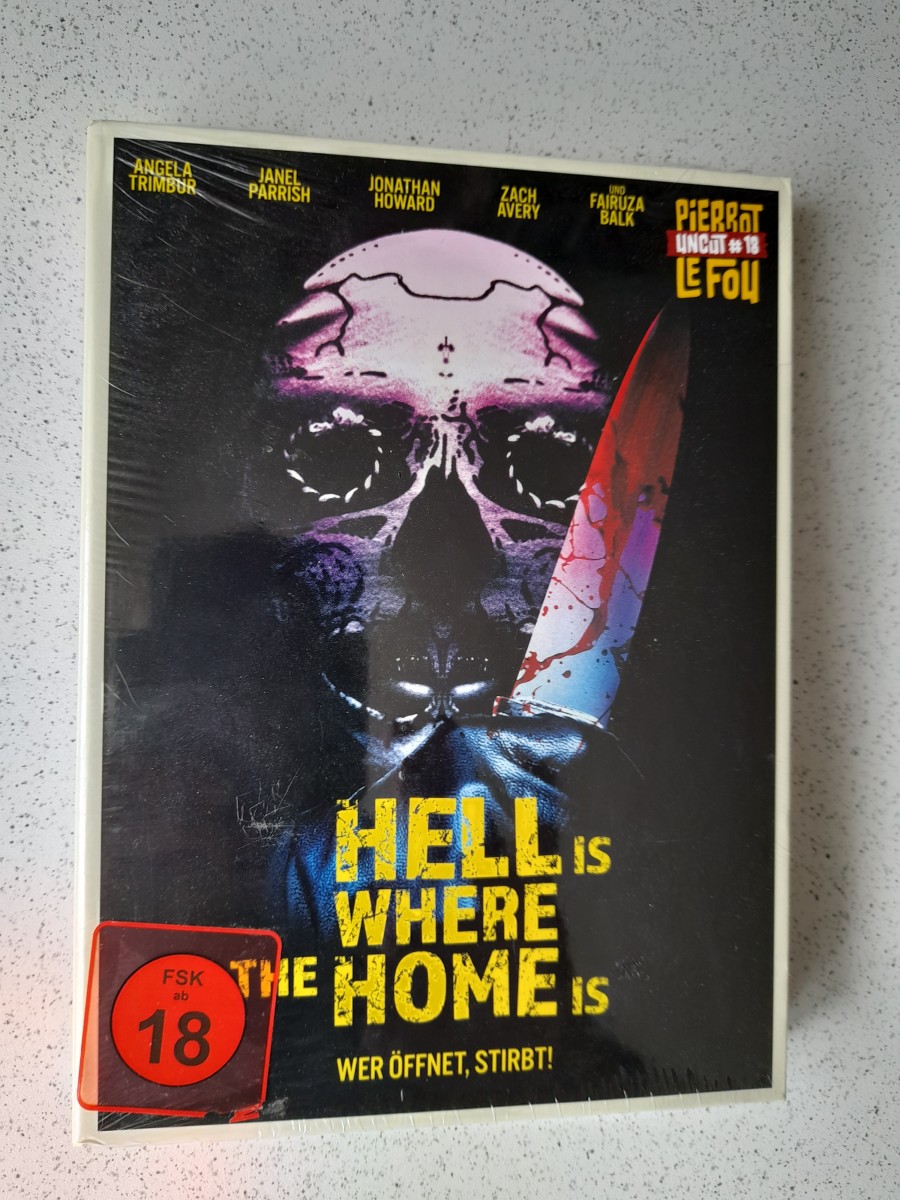 ANGELA
TRIMBUR
JANEL
PARRISH
JONATHAN
HOWARD
ZACH
AVERY
UND
FAIRUZA
BALK
PIERROT
UNCUT #18
LE FOU
HELL IS
WHERE
THE HOME IS
WER ÖFFNET, STIRBT!
FSK
ab
18